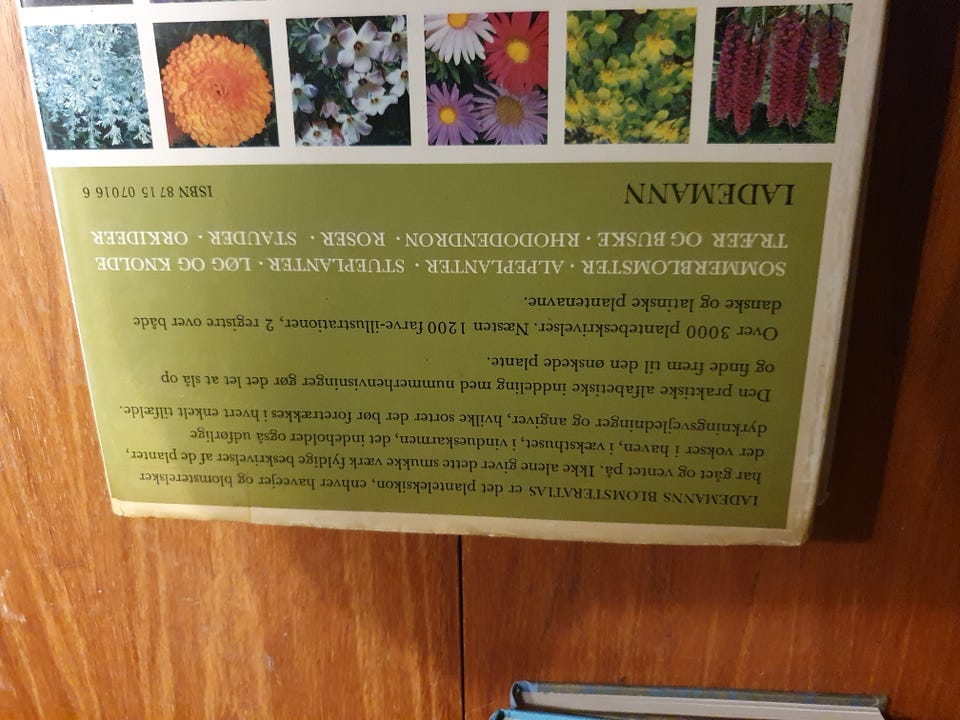 LADEMANNS BLOMSTERATLAS er det planteleksikon, enhver haveejer og blomsterelsker
har gået og ventet på. Ikke alene giver dette smukke værk fyldige beskrivelser af de planter,
der vokser i haven, i væksthuset, i vindueskarmen, det indeholder også udførlige
dyrkningsvejledninger og angiver, hvilke sorter der bør foretrækkes i hvert enkelt tilfælde.
Den praktiske alfabetiske inddeling med nummerhenvisninger gør det let at slå op
og finde frem til den ønskede plante.
Over 3000 plantebeskrivelser. Næsten 1200 farve-illustrationer, 2 registre over både
danske og latinske plantenavne.
SOMMERBLOMSTER · ALPEPLANTER · STUEPLANTER · LØG OG KNOLDE
TRÆER OG BUSKE · RHODODENDRON · ROSER · STAUDER · ORKIDEER
LADEMANN
ISBN 87 15 07016 6